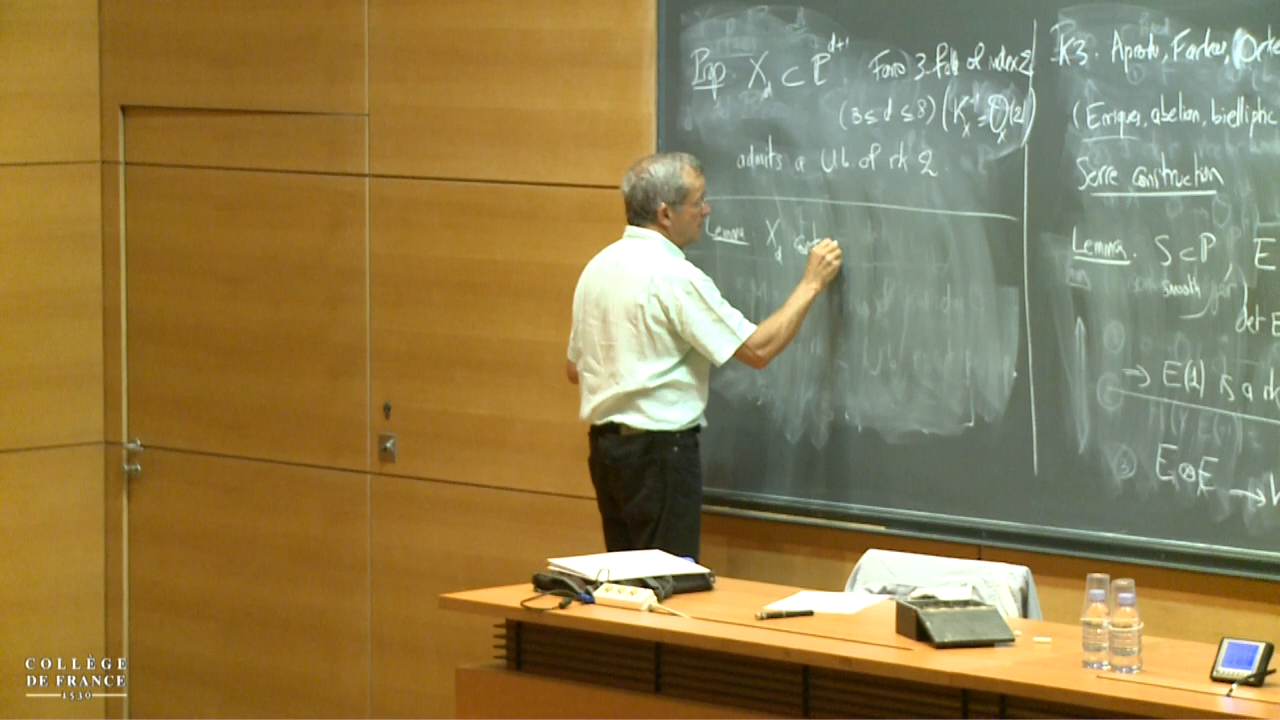 Prop. X_d ⊂ P^{d+1} Fano 3-fold of index 2
(3 ≤ d ≤ 8) (K_X^{-1} = O_X(2))
admits a U.b. of rk 2.
Lemma X_d
K3. Aprodu, Farkas, Orte
(Enriques, abelian, bielliptic
Serre construction
Lemma. S ⊂ P, E
smooth
det E
→ E(1) is a
E ⊗ E →
COLLÈGE
DE FRANCE
1530